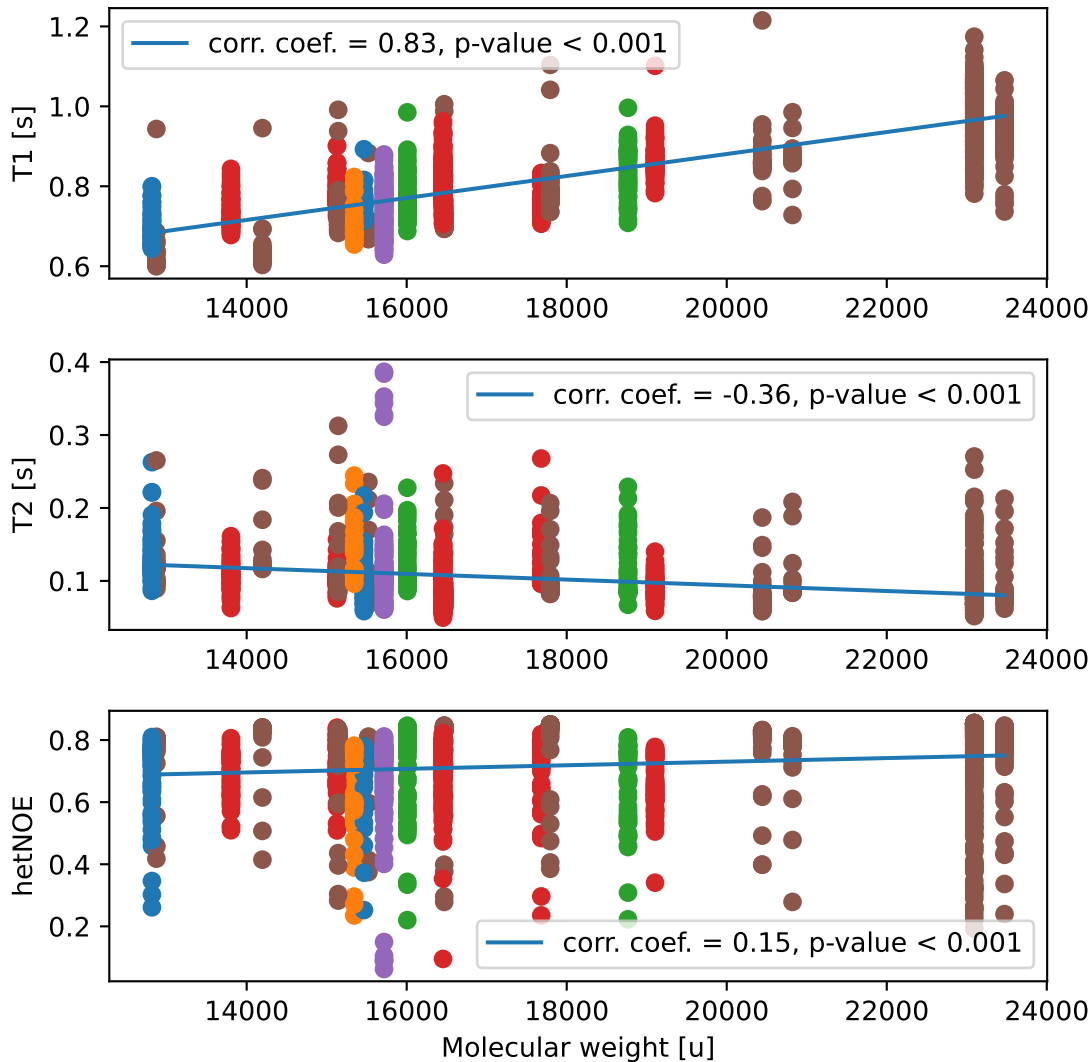 T1 [s]
1.2
1.0
0.8
0.6
corr. coef. = 0.83, p-value < 0.001
14000 16000 18000 20000 22000 24000
T2 [s]
0.4
0.3
0.2
0.1
corr. coef. = -0.36, p-value < 0.001
14000 16000 18000 20000 22000 24000
hetNOE
0.8
0.6
0.4
0.2
corr. coef. = 0.15, p-value < 0.001
14000 16000 18000 20000 22000 24000
Molecular weight [u]